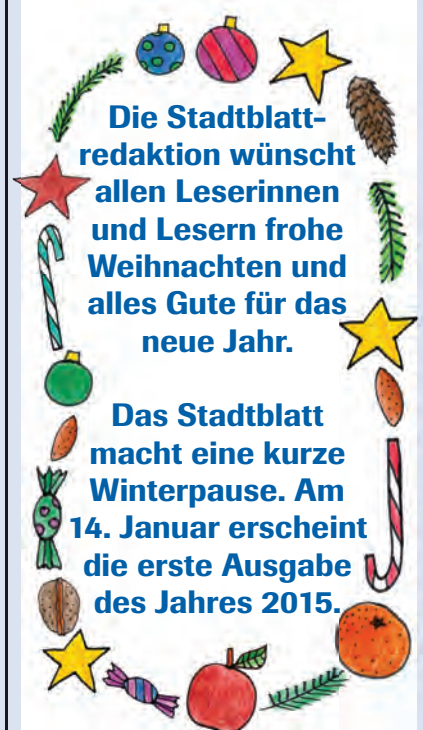 Die Stadtblatt-
redaktion wünscht
allen Leserinnen
und Lesern frohe
Weihnachten und
alles Gute für das
neue Jahr.
Das Stadtblatt
macht eine kurze
Winterpause. Am
14. Januar erscheint
die erste Ausgabe
des Jahres 2015.